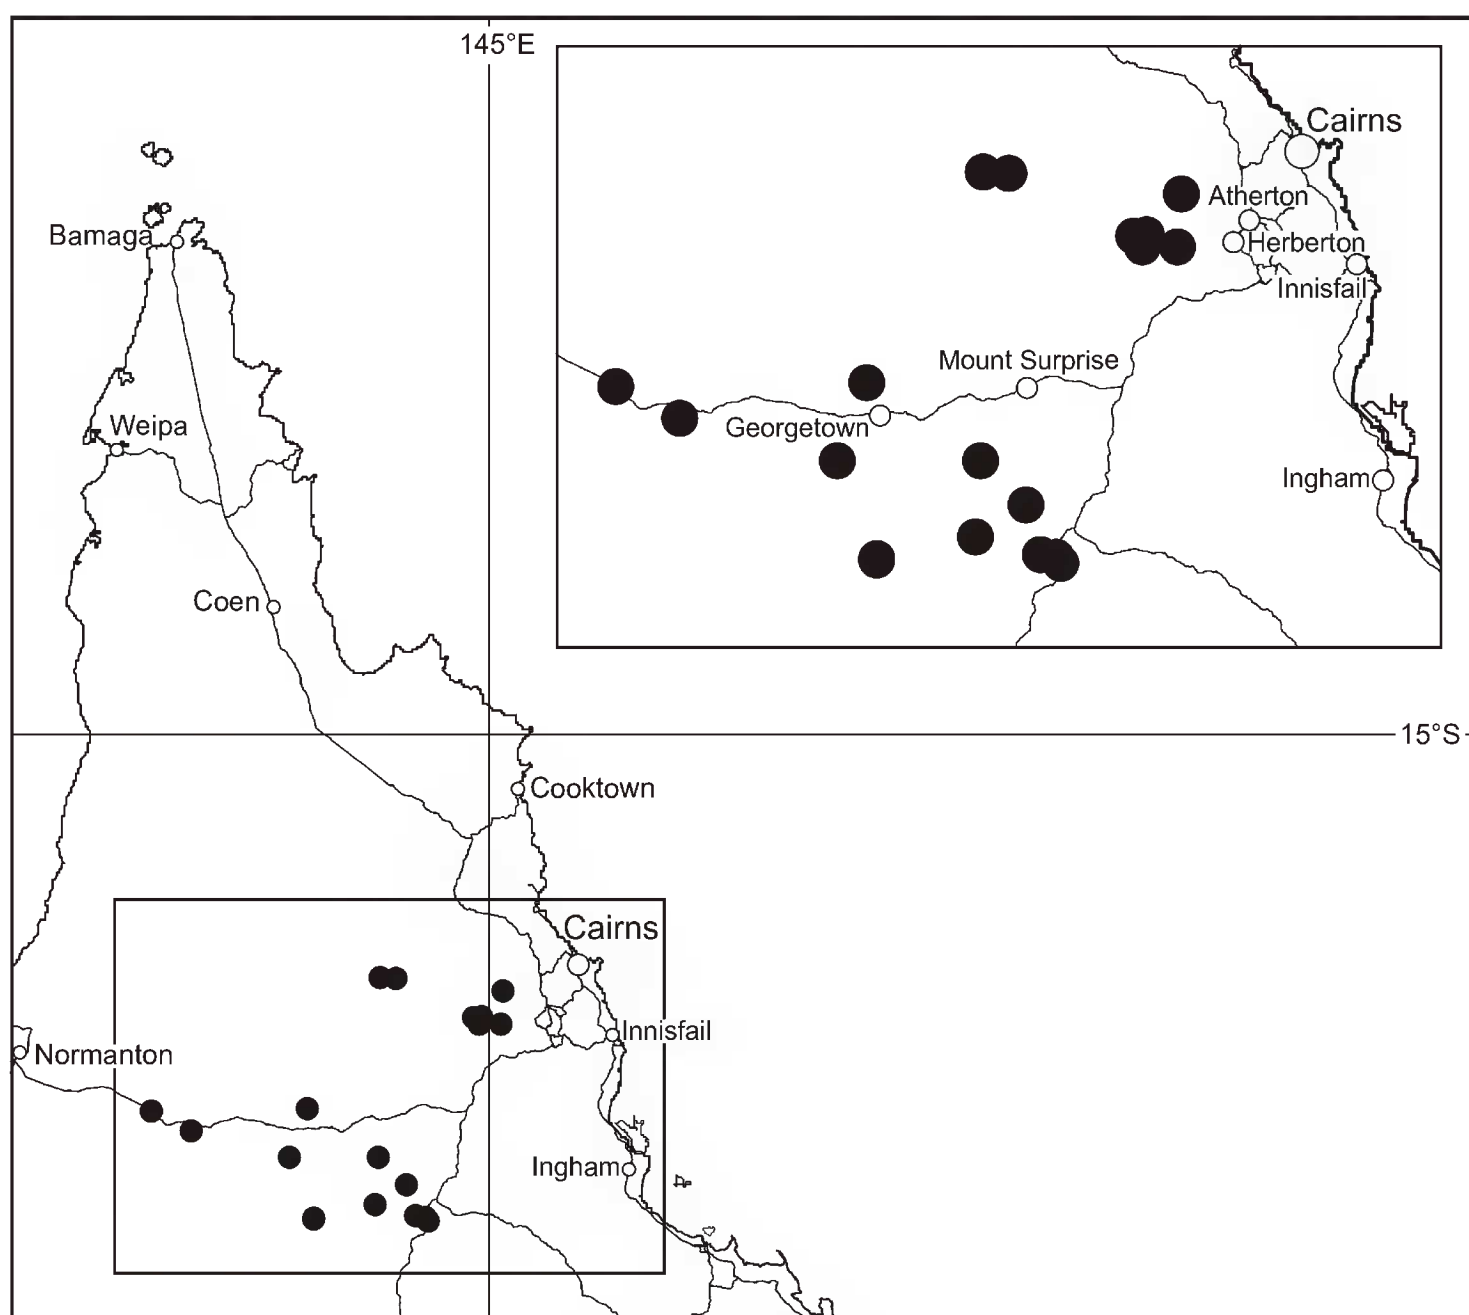 145°E
Cairns
Atherton
Herberton
Innisfail
Mount Surprise
Georgetown
Ingham
Bamaga
Weipa
Coen
15°S
Cooktown
Cairns
Innisfail
Normanton
Ingham